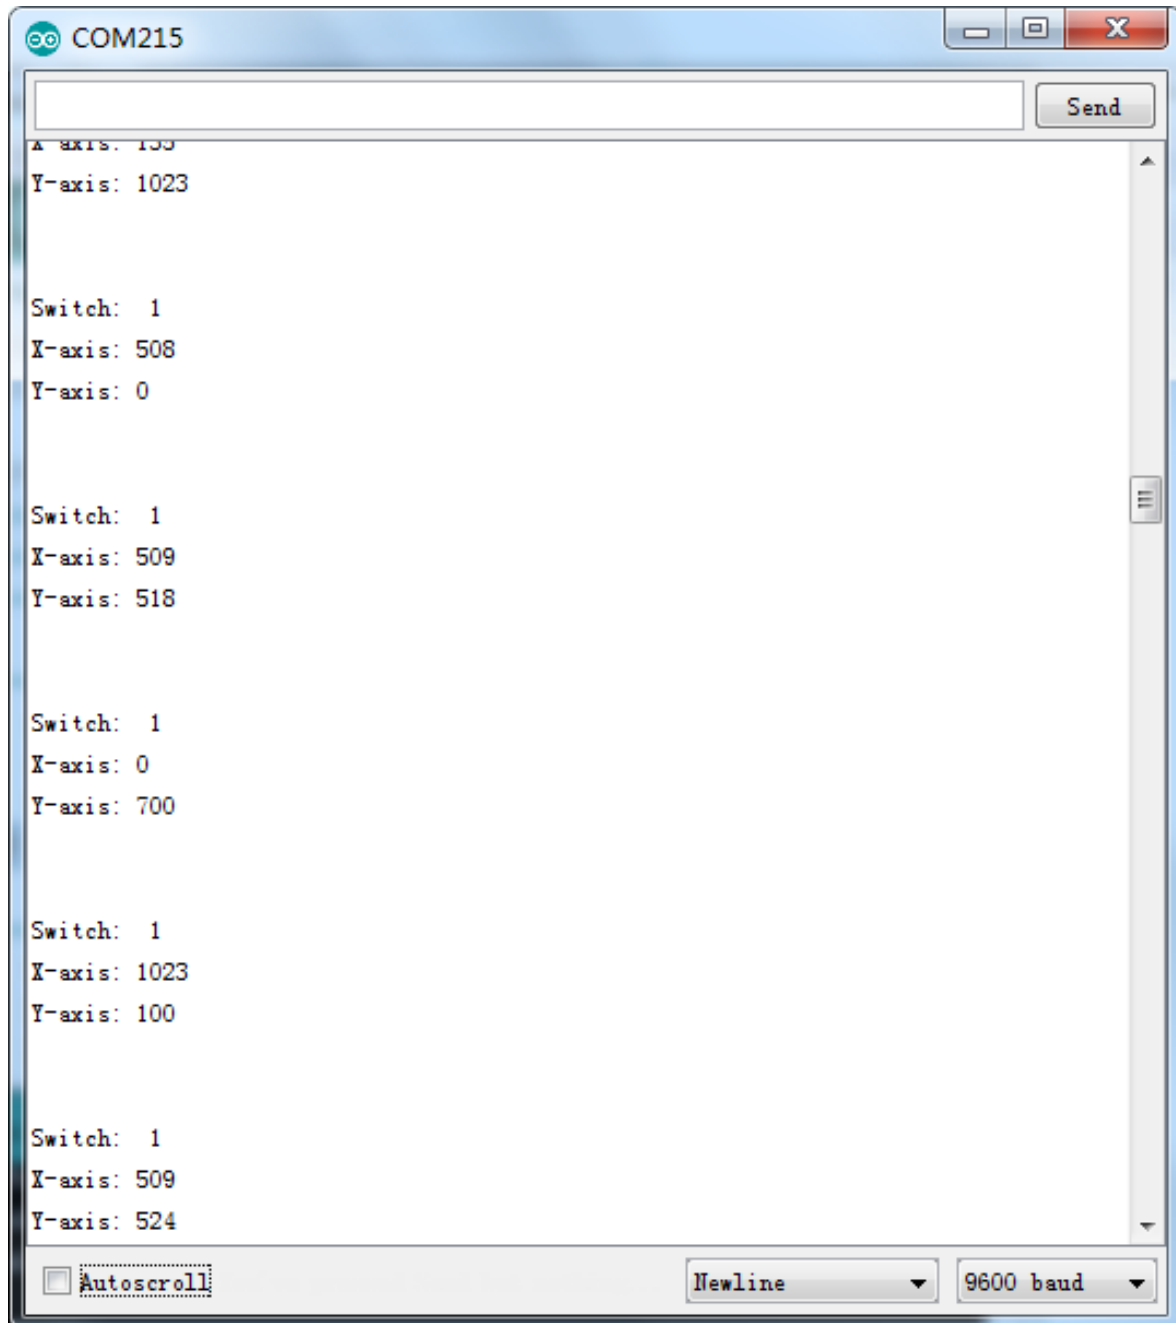 COM215
Send
X-axis: 135
Y-axis: 1023
Switch:  1
X-axis: 508
Y-axis: 0
Switch:  1
X-axis: 509
Y-axis: 518
Switch:  1
X-axis: 0
Y-axis: 700
Switch:  1
X-axis: 1023
Y-axis: 100
Switch:  1
X-axis: 509
Y-axis: 524
Autoscroll
Newline
9600 baud